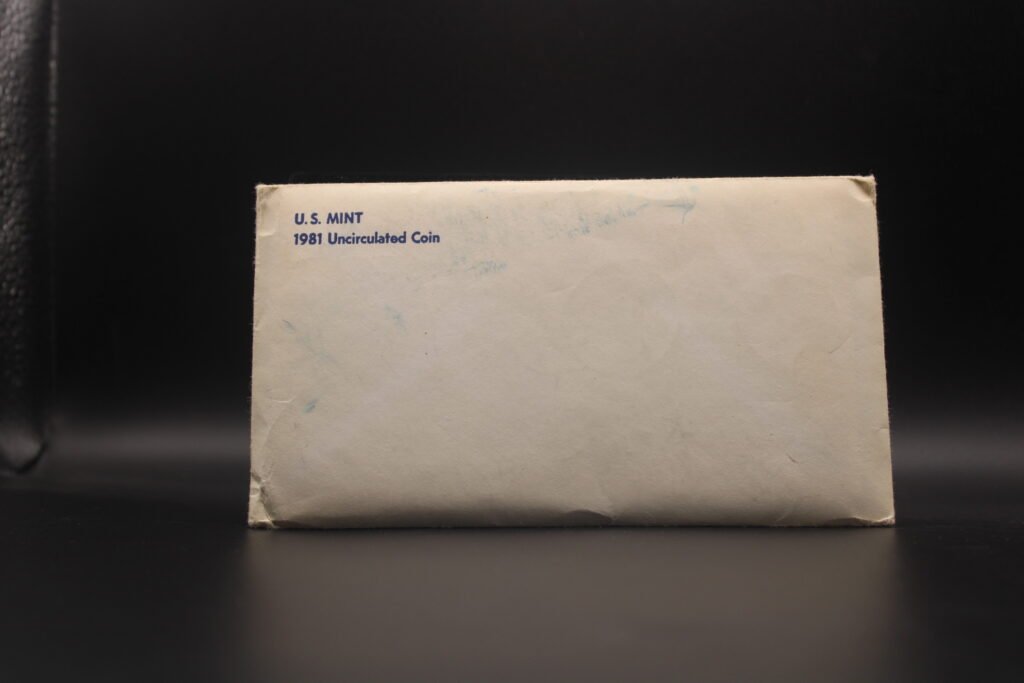 U.S. MINT
1981 Uncirculated Coin